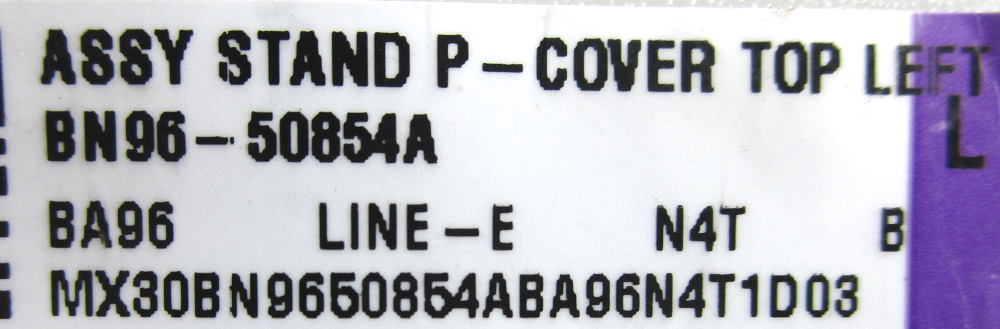 ASSY STAND P-COVER TOP LEFT
BN96-50854A L
BA96 LINE-E N4T B
MX30BN9650854ABA96N4T1D03